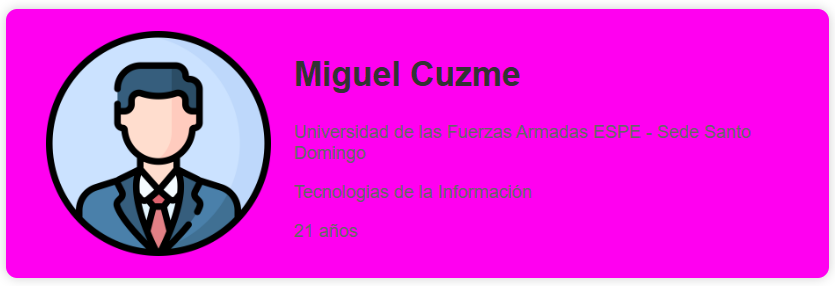 Miguel Cuzme
Universidad de las Fuerzas Armadas ESPE - Sede Santo
Domingo
Tecnologías de la Información
21 años